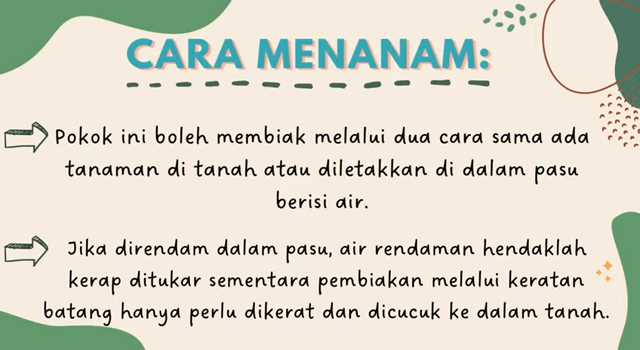 CARA MENANAM:
Pokok ini boleh membiak melalui dua cara sama ada
tanaman di tanah atau diletakkan di dalam pasu
berisi air.
Jika direndam dalam pasu, air rendaman hendaklah
kerap ditukar sementara pembiakan melalui keratan
batang hanya perlu dikerat dan dicucuk ke dalam tanah.